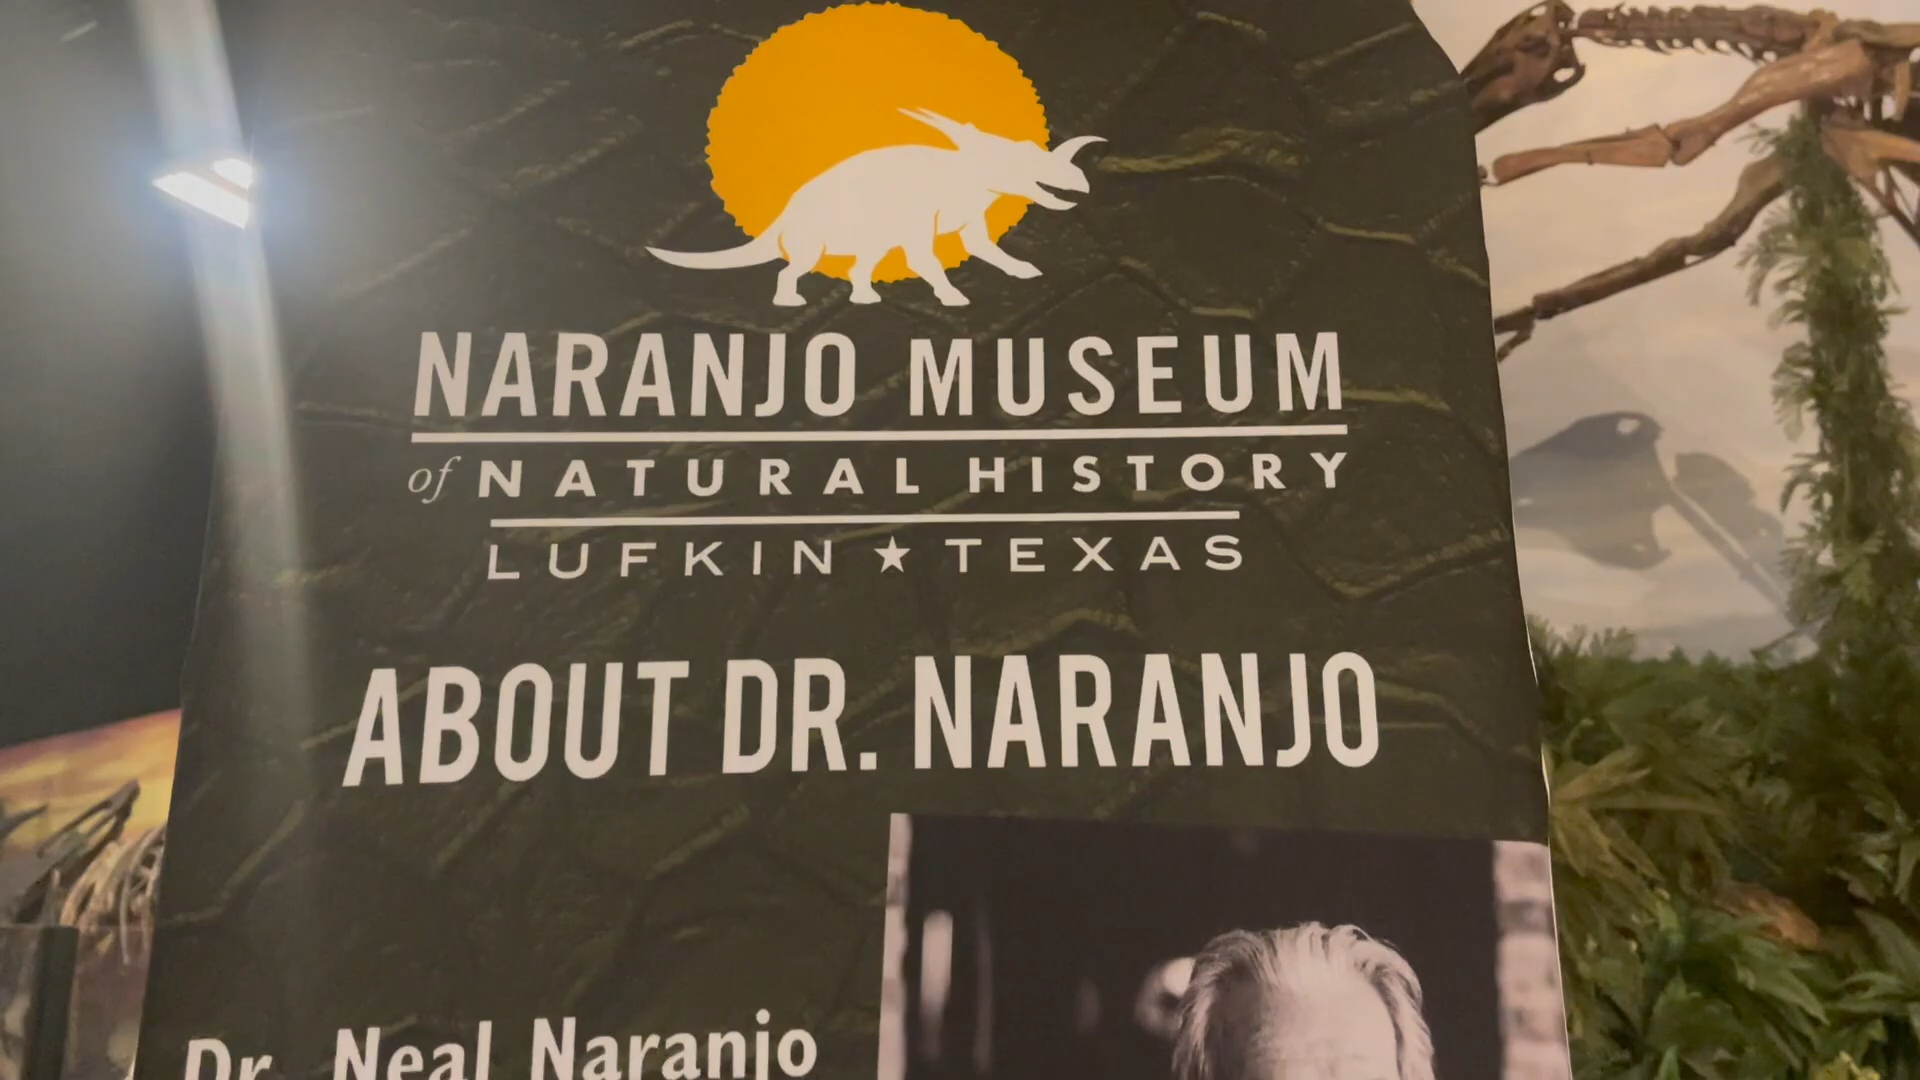 NARANJO MUSEUM
of NATURAL HISTORY
LUFKIN ★ TEXAS
ABOUT DR. NARANJO
Dr. Neal Naranjo